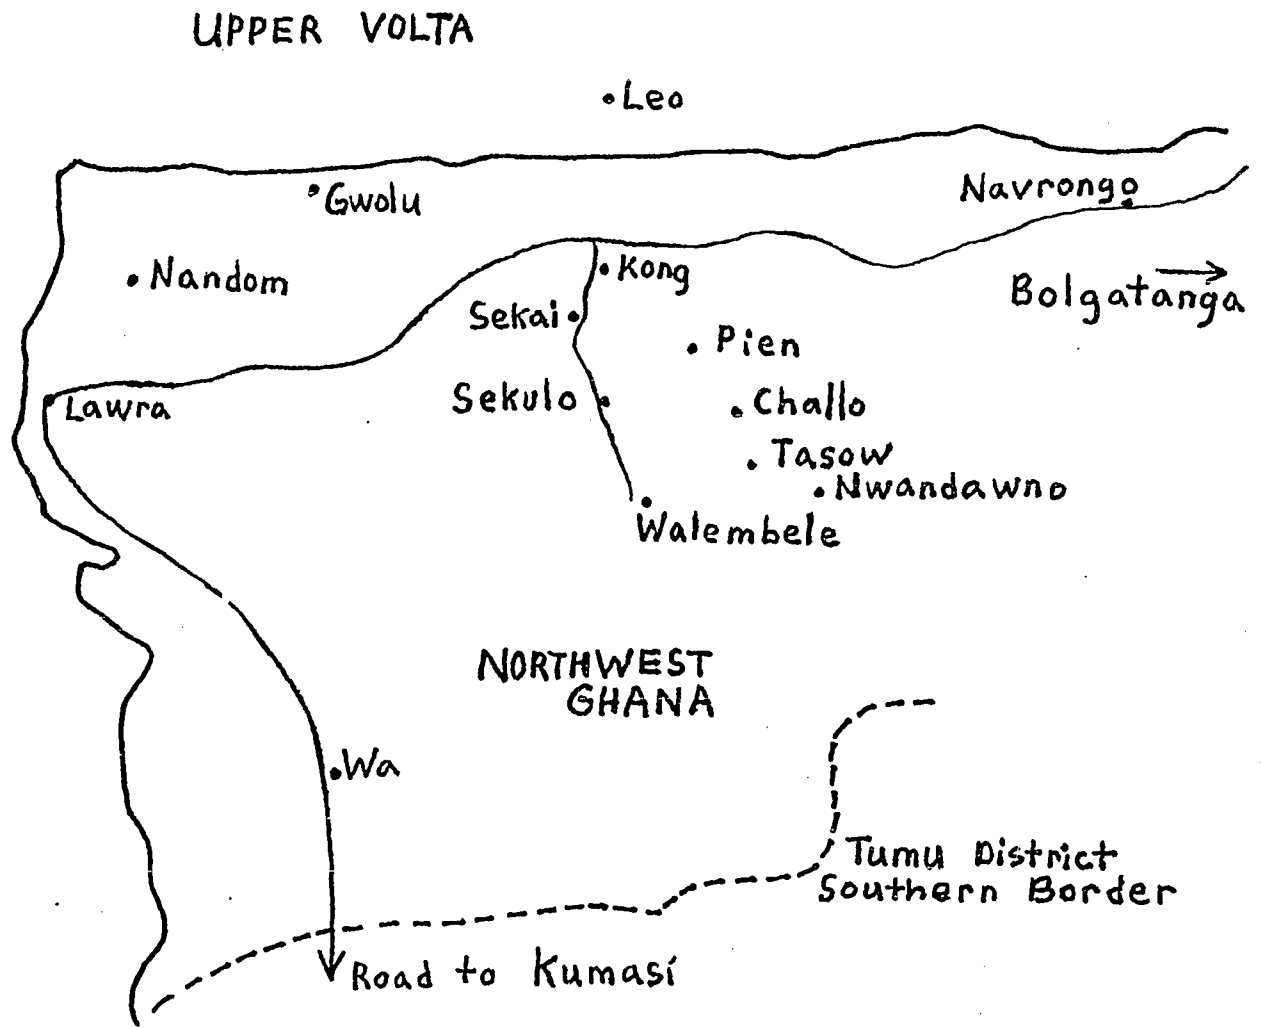 UPPER VOLTA
Leo
Gwolu
Navrongo
Nandom
Kong
Bolgatanga
Sekai
Pien
Lawra
Sekulo
Challo
Tasow
Nwandawno
Walembele
NORTHWEST
GHANA
Wa
Tumu District
Southern Border
Road to Kumasi